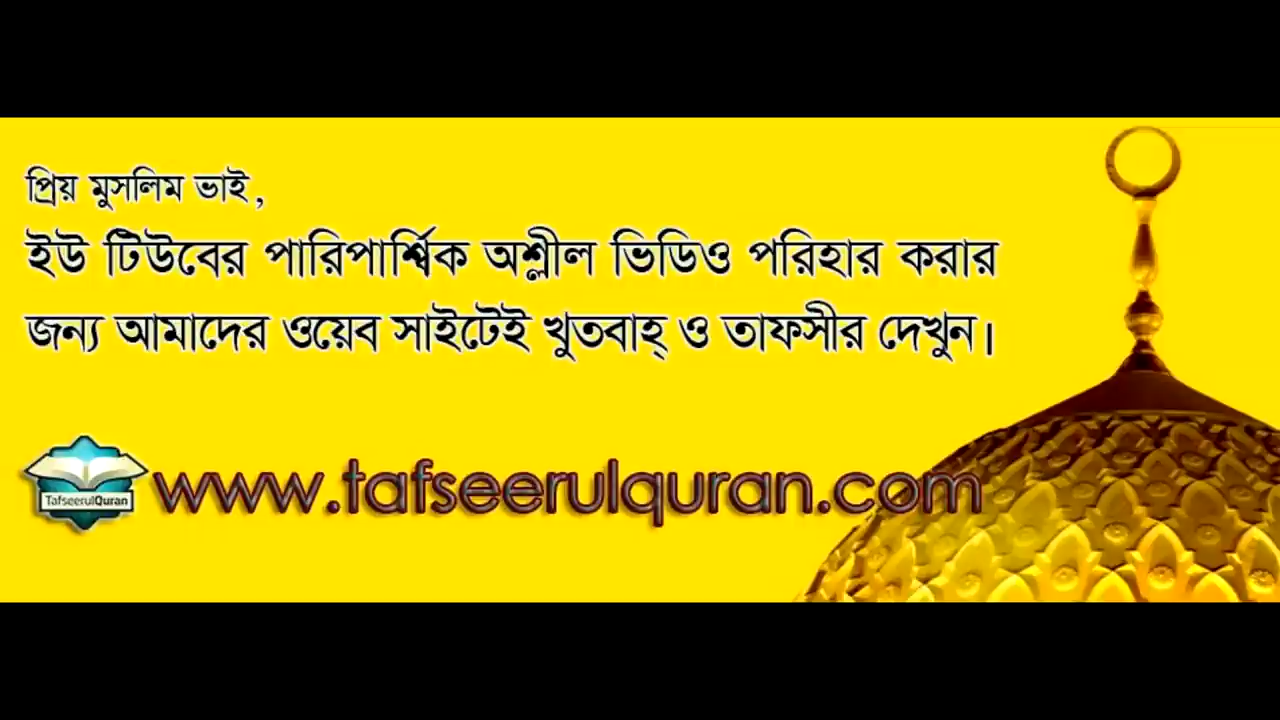 প্রিয় মুসলিম ভাই,
ইউ টিউবের পারিপার্শ্বিক অশ্লীল ভিডিও পরিহার করার
জন্য আমাদের ওয়েব সাইটেই খুতবাহ্ ও তাফসীর দেখুন।
TafseerulQuran
www.tafseerulquran.com